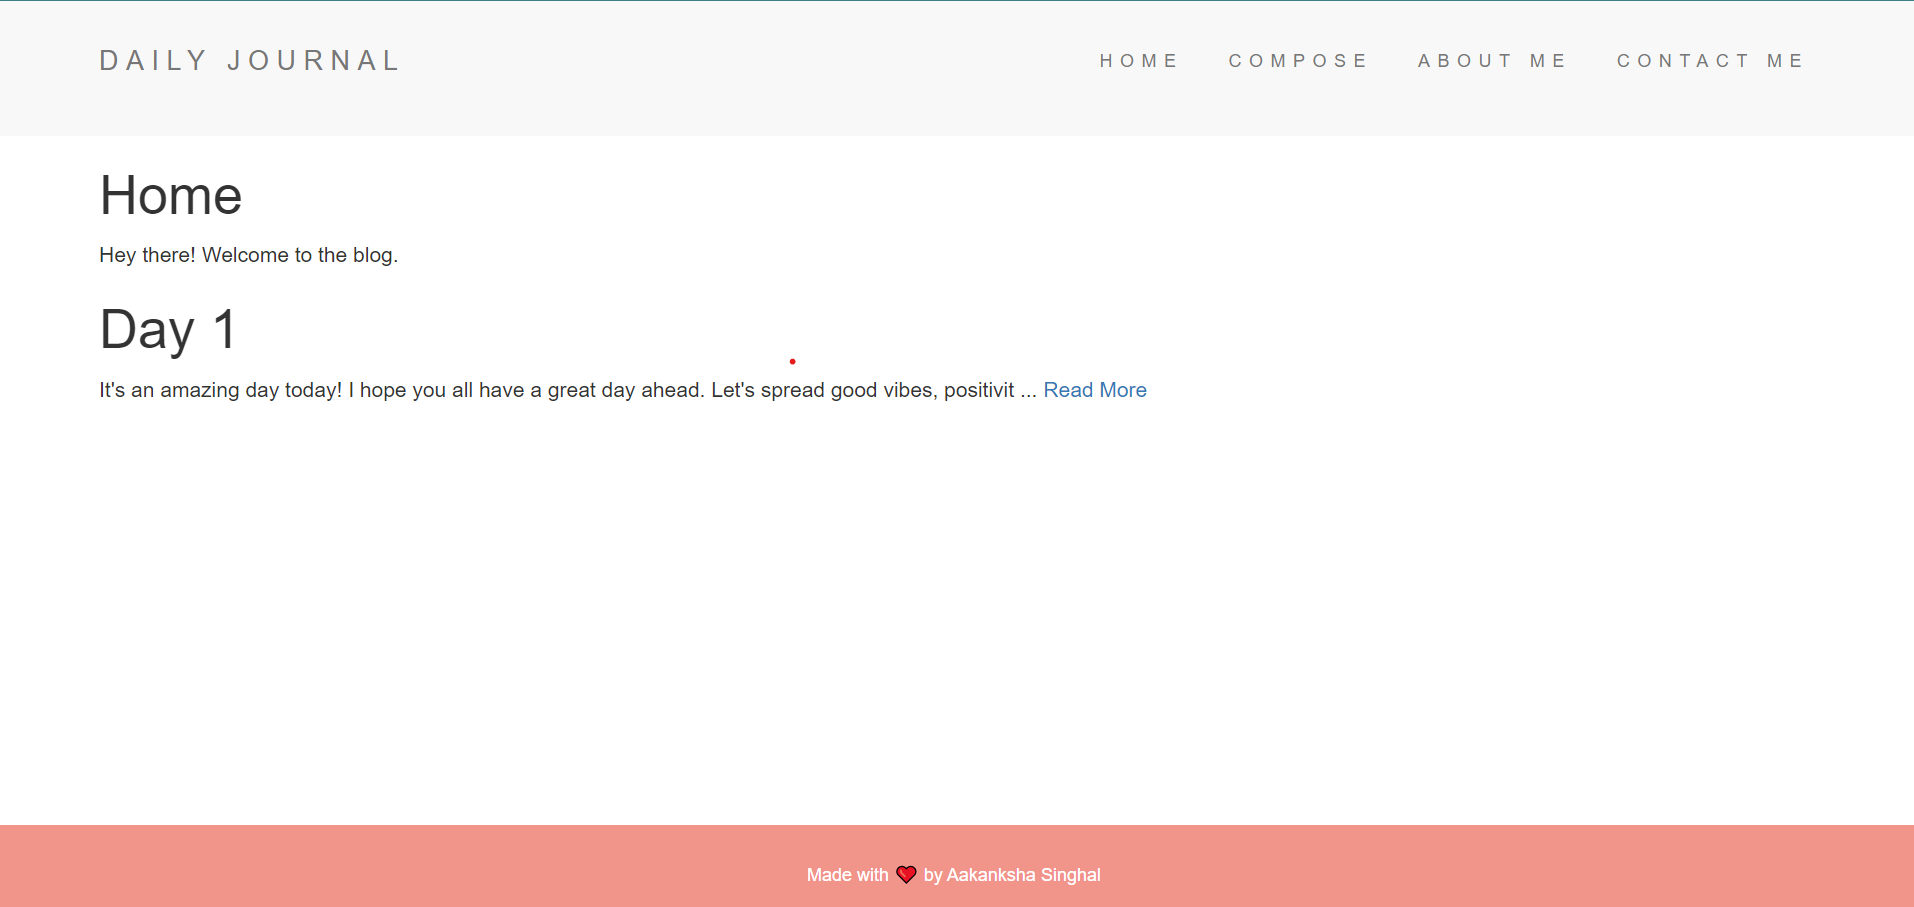 DAILY JOURNAL
HOME COMPOSE ABOUT ME CONTACT ME
Home
Hey there! Welcome to the blog.
Day 1
It's an amazing day today! I hope you all have a great day ahead. Let's spread good vibes, positivit ... Read More
Made with ❤ by Aakanksha Singhal